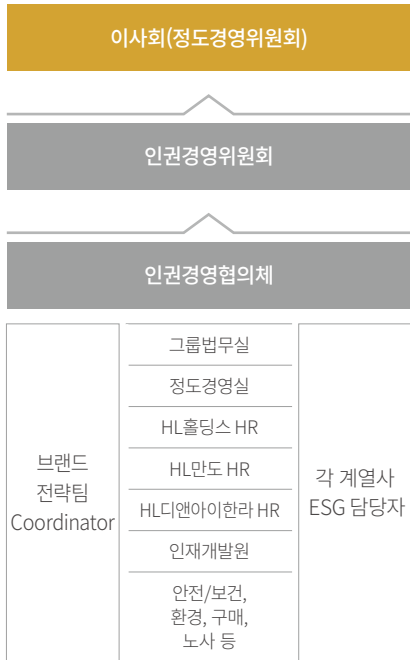 이사회(정도경영위원회)
인권경영위원회
인권경영협의체
브랜드
전략팀
Coordinator
그룹법무실
정도경영실
HL홀딩스 HR
HL만도 HR
HL디앤아이한라 HR
인재개발원
안전/보건,
환경, 구매,
노사 등
각 계열사
ESG 담당자